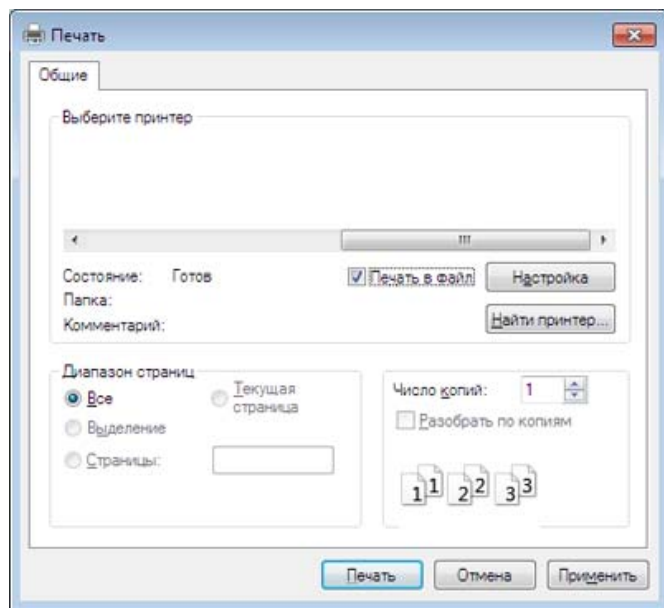 Печать
Общие
Выберите принтер
Состояние: Готов
Печать в файл
Настройка
Папка:
Комментарий:
Найти принтер...
Диапазон страниц
Все
Текущая страница
Выделение
Страницы:
Число копий: 1
Разобрать по копиям
1 1 2 2 3 3
Печать Отмена Применить